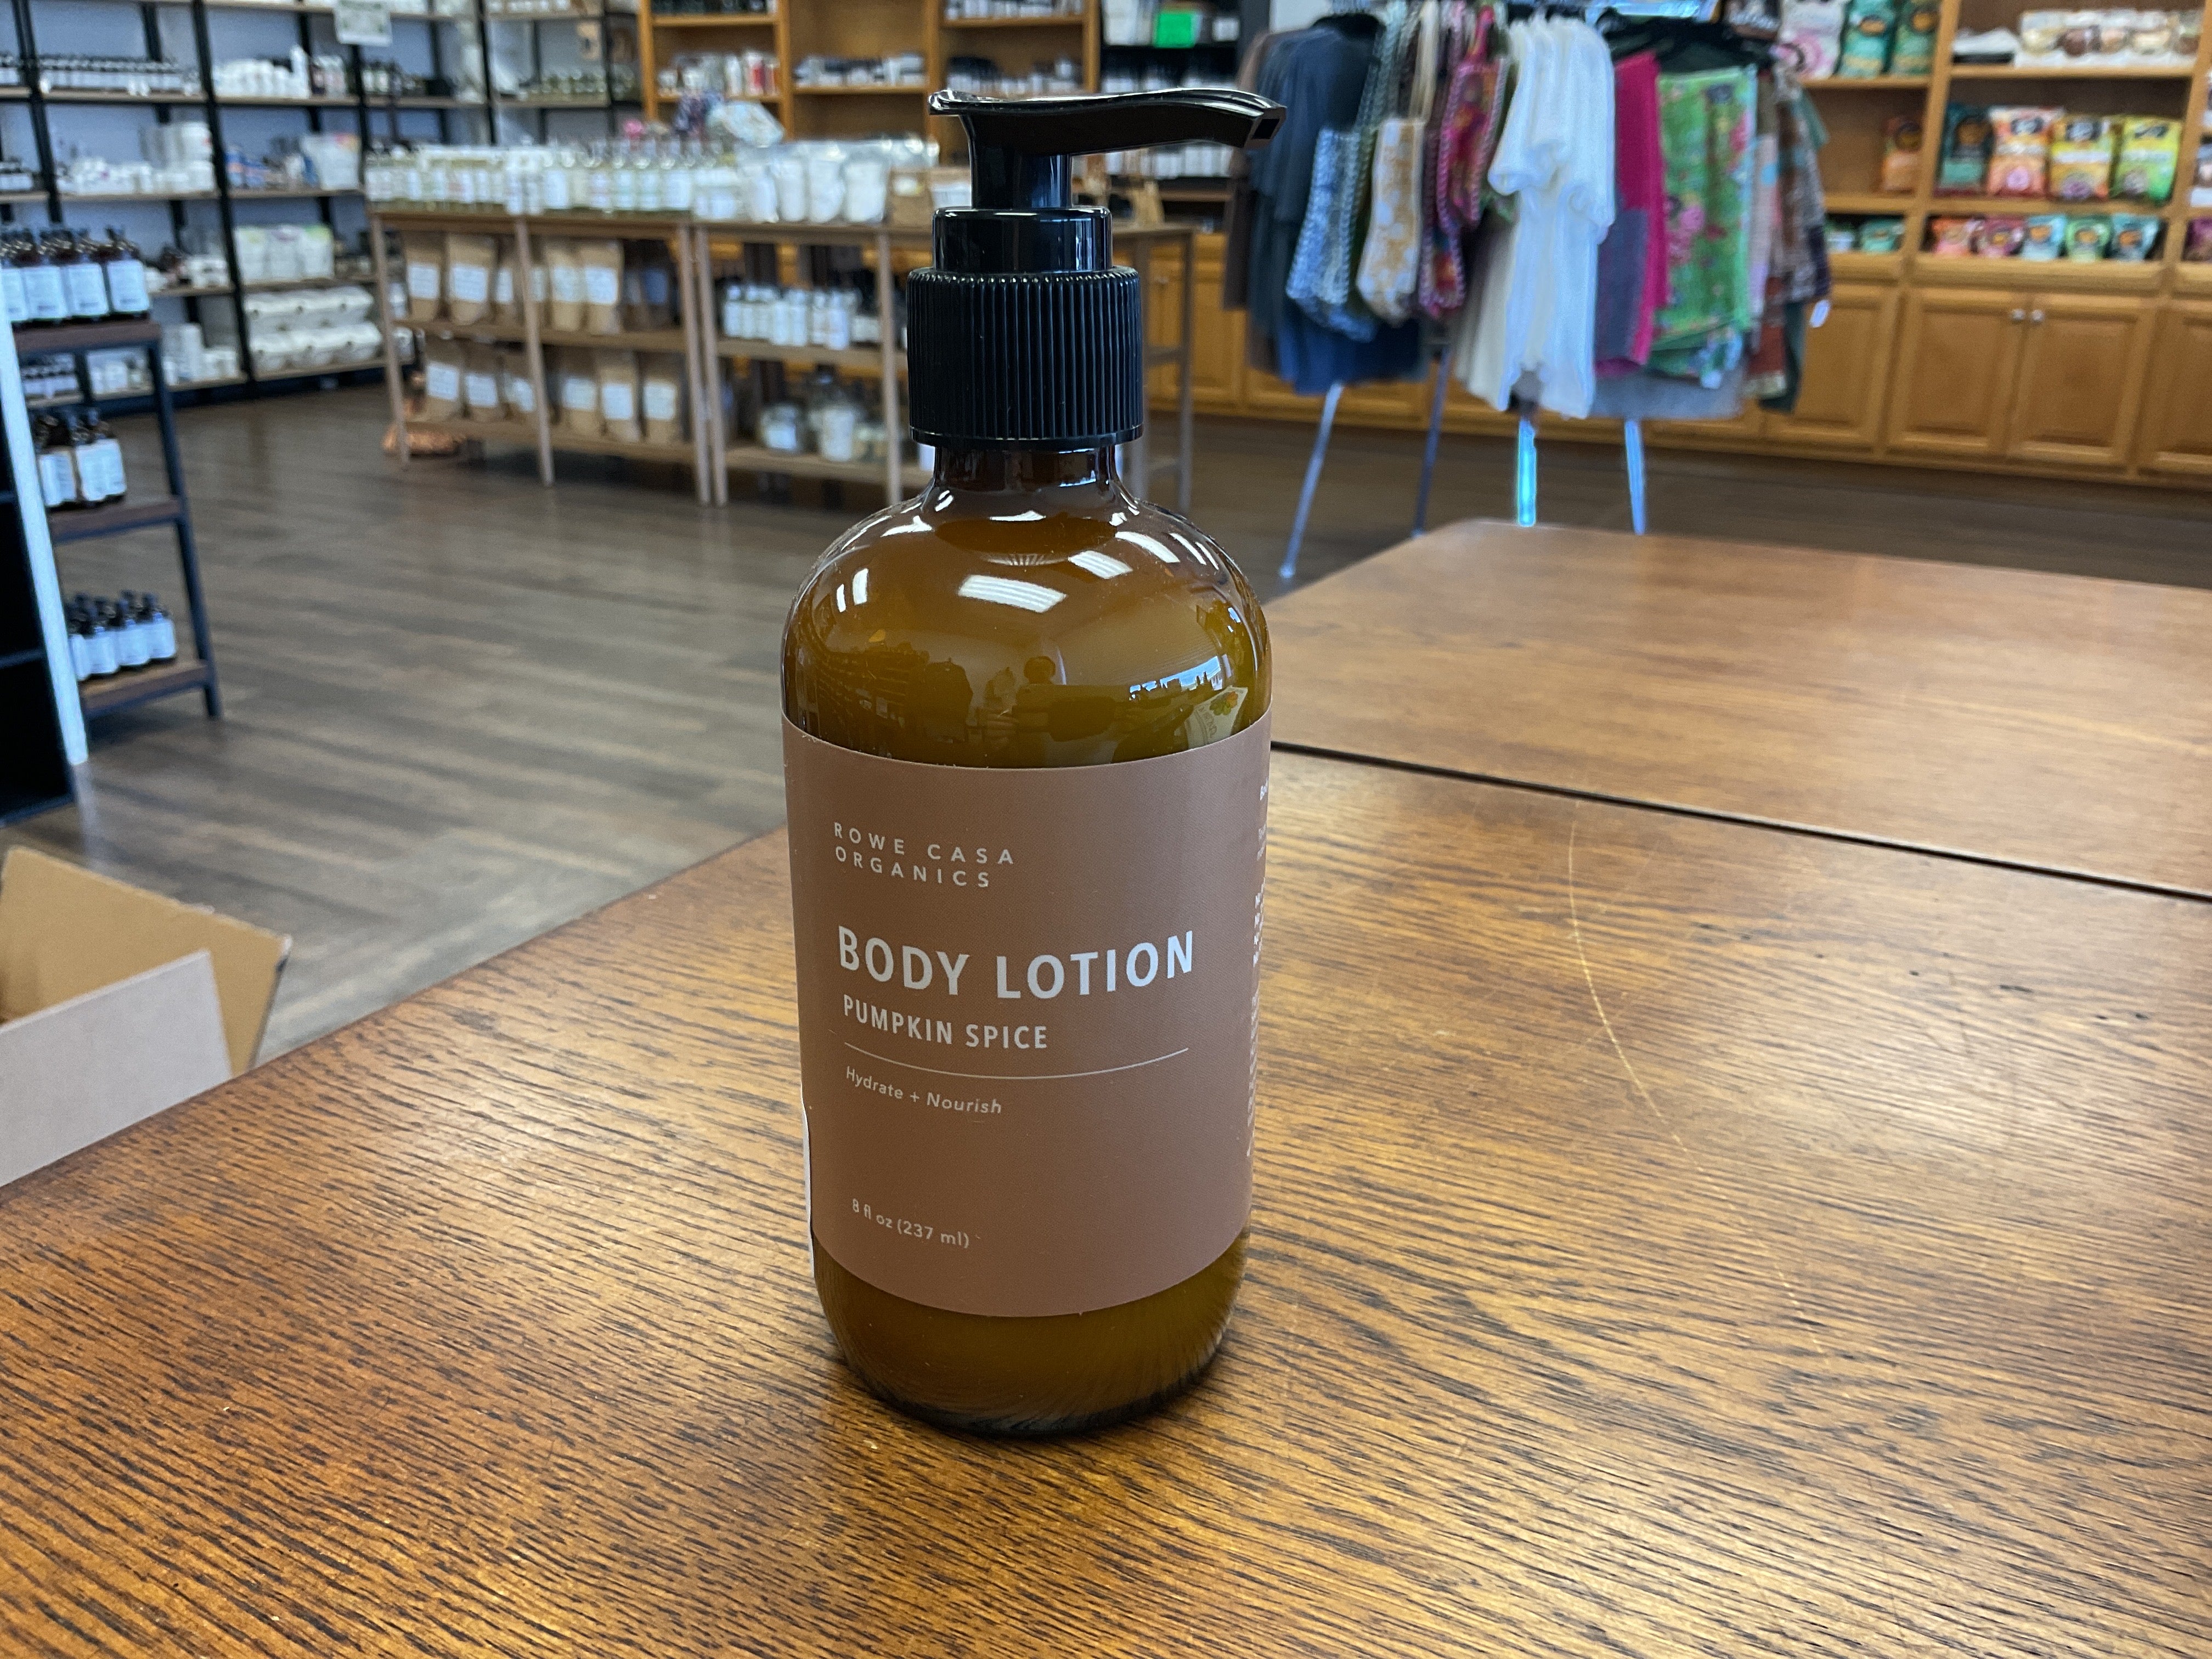 ROWE CASA
ORGANICS
BODY LOTION
PUMPKIN SPICE
Hydrate + Nourish
8 fl oz (237 ml)